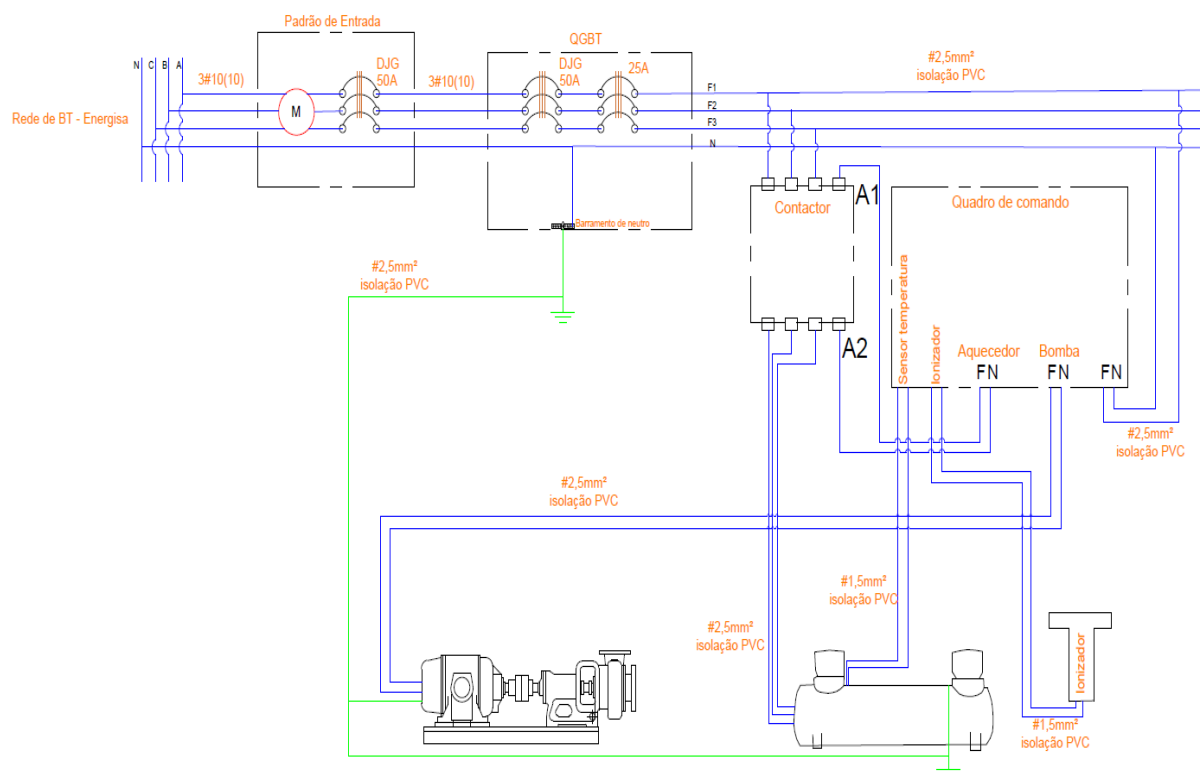 Padrão de Entrada
QGBT
N
C
B
A
3#10(10)
DJG
50A
3#10(10)
DJG
50A
25A
#2,5mm²
isolação PVC
F1
F2
F3
N
M
Rede de BT - Energisa
Contactor
A1
Quadro de comando
Barramento de neutro
#2,5mm²
isolação PVC
Sensor temperatura
Ionizador
A2
Aquecedor
FN
Bomba
FN
FN
#2,5mm²
isolação PVC
#2,5mm²
isolação PVC
#1,5mm²
isolação PVC
#2,5mm²
isolação PVC
Ionizador
#1,5mm²
isolação PVC